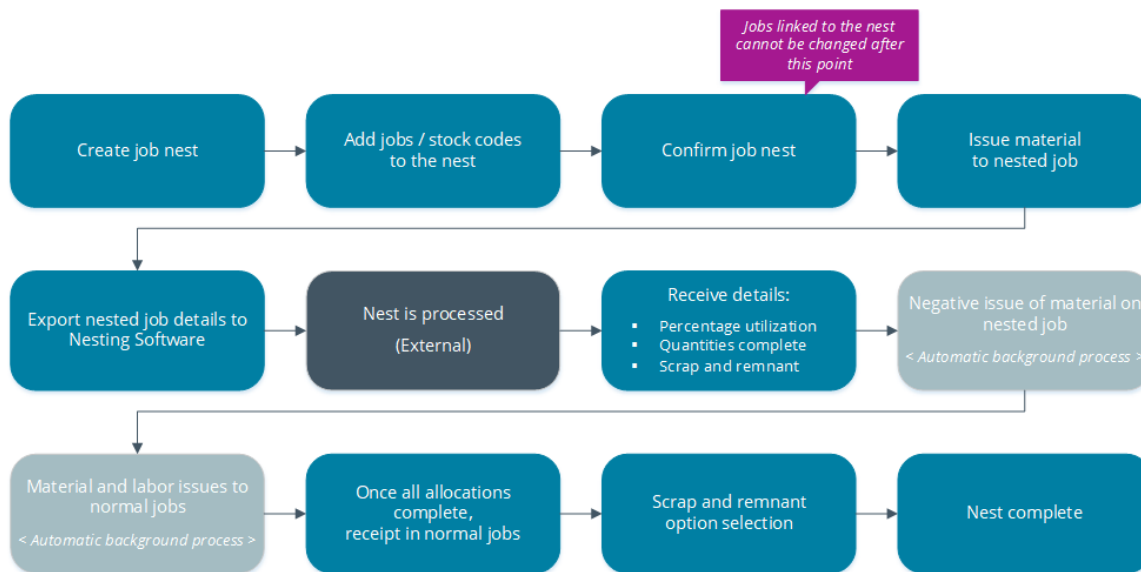 Jobs linked to the nest
cannot be changed after
this point
Create job nest
Add jobs / stock codes
to the nest
Confirm job nest
Issue material
to nested job
Export nested job details to
Nesting Software
Nest is processed
(External)
Receive details:
▪ Percentage utilization
▪ Quantities complete
▪ Scrap and remnant
Negative issue of material on
nested job
< Automatic background process >
Material and labor issues to
normal jobs
< Automatic background process >
Once all allocations
complete,
receipt in normal jobs
Scrap and remnant
option selection
Nest complete